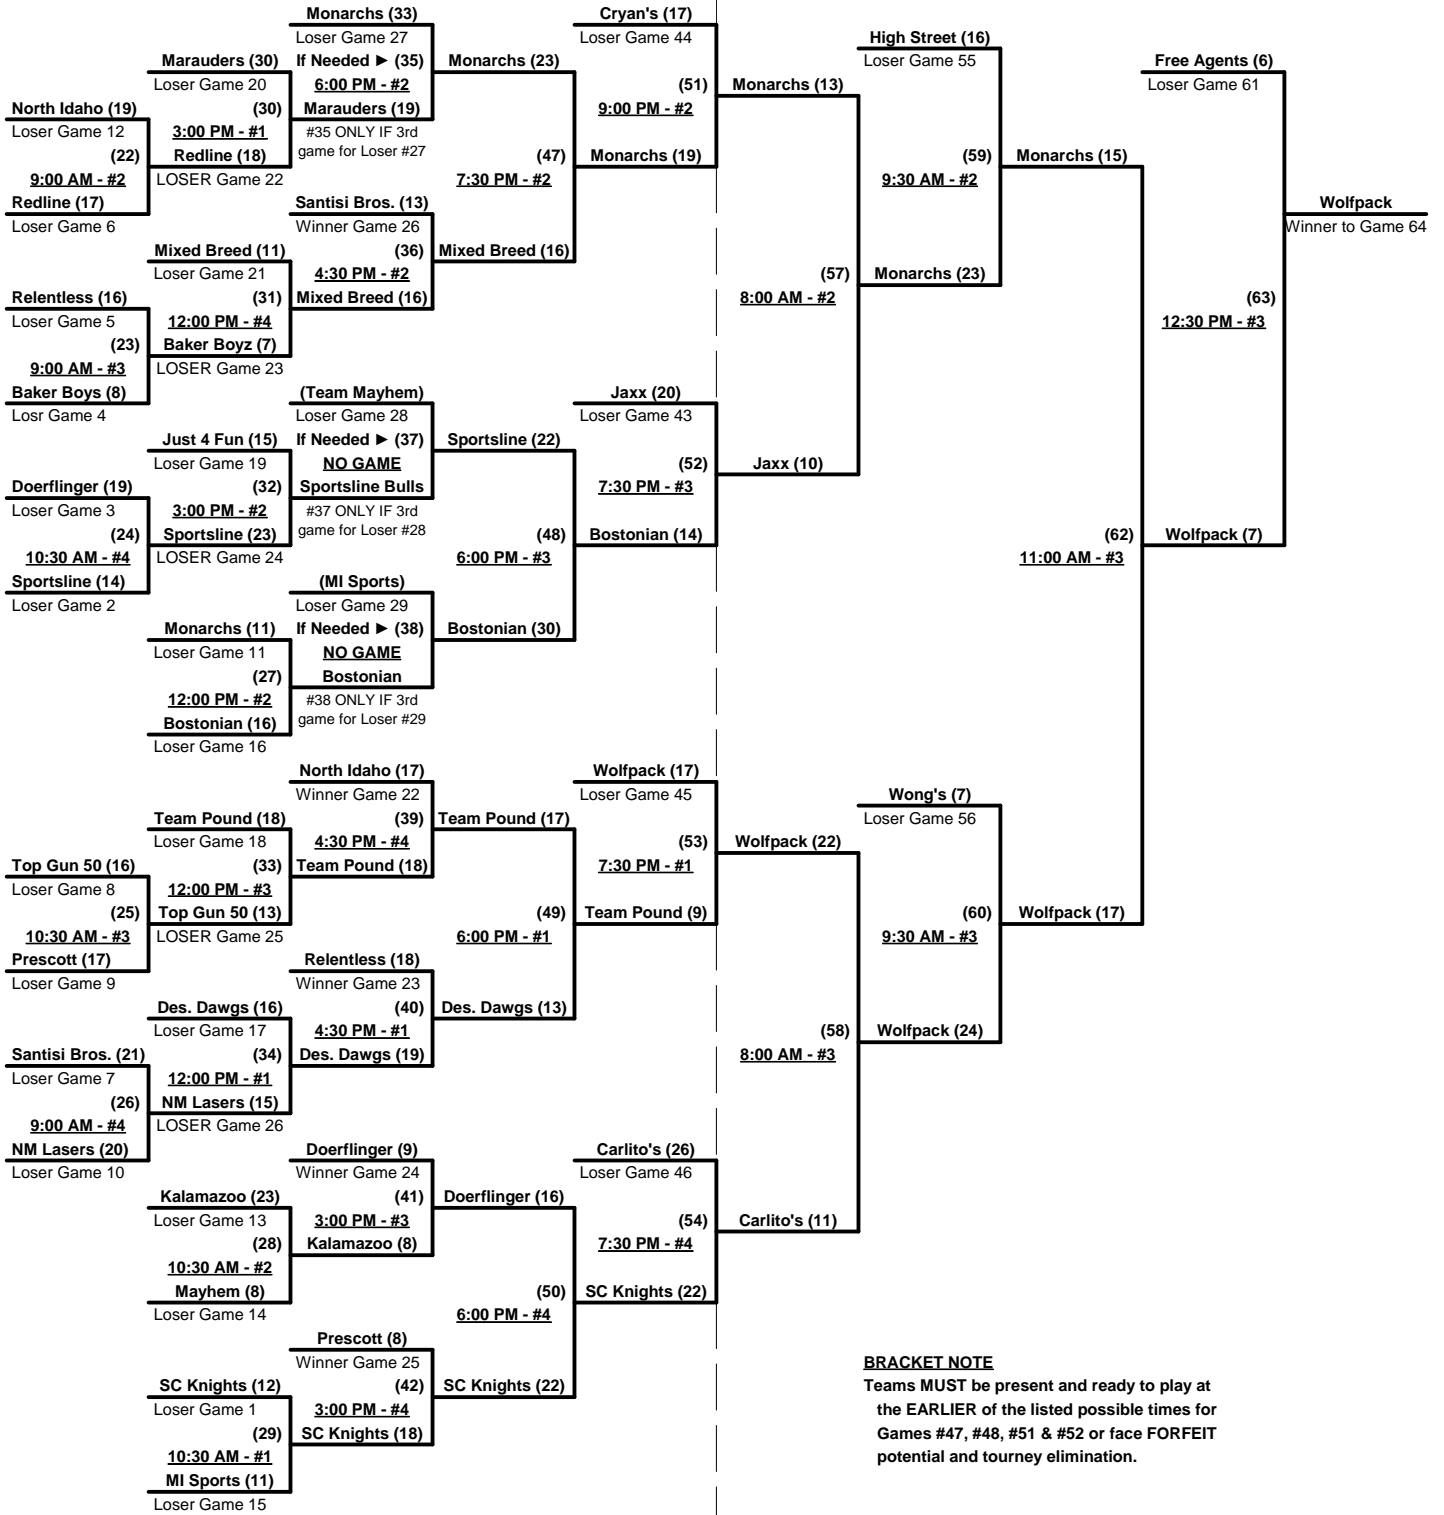 Monarchs (33)
Loser Game 27
If Needed ► (35)
6:00 PM - #2
Marauders (19)
#35 ONLY IF 3rd
game for Loser #27
Marauders (30)
Loser Game 20
(30)
3:00 PM - #1
Redline (18)
LOSER Game 22
North Idaho (19)
Loser Game 12
(22)
9:00 AM - #2
Redline (17)
Loser Game 6
Santisi Bros. (13)
Winner Game 26
(36)
4:30 PM - #2
Mixed Breed (16)
Mixed Breed (11)
Loser Game 21
(31)
12:00 PM - #4
Baker Boyz (7)
LOSER Game 23
Relentless (16)
Loser Game 5
(23)
9:00 AM - #3
Baker Boys (8)
Losr Game 4
(Team Mayhem)
Loser Game 28
If Needed ► (37)
NO GAME
Sportsline Bulls
#37 ONLY IF 3rd
game for Loser #28
Just 4 Fun (15)
Loser Game 19
(32)
3:00 PM - #2
Sportsline (23)
LOSER Game 24
Doerflinger (19)
Loser Game 3
(24)
10:30 AM - #4
Sportsline (14)
Loser Game 2
(MI Sports)
Loser Game 29
If Needed ► (38)
NO GAME
Bostonian
#38 ONLY IF 3rd
game for Loser #29
Monarchs (11)
Loser Game 11
(27)
12:00 PM - #2
Bostonian (16)
Loser Game 16
North Idaho (17)
Winner Game 22
(39)
4:30 PM - #4
Team Pound (18)
Team Pound (18)
Loser Game 18
(33)
12:00 PM - #3
Top Gun 50 (13)
LOSER Game 25
Top Gun 50 (16)
Loser Game 8
(25)
10:30 AM - #3
Prescott (17)
Loser Game 9
Relentless (18)
Winner Game 23
(40)
4:30 PM - #1
Des. Dawgs (19)
Des. Dawgs (16)
Loser Game 17
(34)
12:00 PM - #1
NM Lasers (15)
LOSER Game 26
Santisi Bros. (21)
Loser Game 7
(26)
9:00 AM - #4
NM Lasers (20)
Loser Game 10
Doerflinger (9)
Winner Game 24
(41)
3:00 PM - #3
Kalamazoo (8)
Kalamazoo (23)
Loser Game 13
(28)
10:30 AM - #2
Mayhem (8)
Loser Game 14
Prescott (8)
Winner Game 25
(42)
3:00 PM - #4
SC Knights (18)
SC Knights (12)
Loser Game 1
(29)
10:30 AM - #1
MI Sports (11)
Loser Game 15
Monarchs (23)
(47)
7:30 PM - #2
Mixed Breed (16)
Sportsline (22)
(48)
6:00 PM - #3
Bostonian (30)
Team Pound (17)
(49)
6:00 PM - #1
Des. Dawgs (13)
Doerflinger (16)
(50)
6:00 PM - #4
SC Knights (22)
Cryan's (17)
Loser Game 44
(51)
9:00 PM - #2
Monarchs (19)
Jaxx (20)
Loser Game 43
(52)
7:30 PM - #3
Bostonian (14)
Wolfpack (17)
Loser Game 45
(53)
7:30 PM - #1
Team Pound (9)
Carlito's (26)
Loser Game 46
(54)
7:30 PM - #4
SC Knights (22)
Monarchs (13)
(57)
8:00 AM - #2
Jaxx (10)
Wolfpack (22)
(58)
8:00 AM - #3
Carlito's (11)
High Street (16)
Loser Game 55
(59)
9:30 AM - #2
Monarchs (23)
Wong's (7)
Loser Game 56
(60)
9:30 AM - #3
Wolfpack (24)
Monarchs (15)
(62)
11:00 AM - #3
Wolfpack (17)
Free Agents (6)
Loser Game 61
(63)
12:30 PM - #3
Wolfpack (7)
Wolfpack
Winner to Game 64
BRACKET NOTE
Teams MUST be present and ready to play at
the EARLIER of the listed possible times for
Games #47, #48, #51 & #52 or face FORFEIT
potential and tourney elimination.